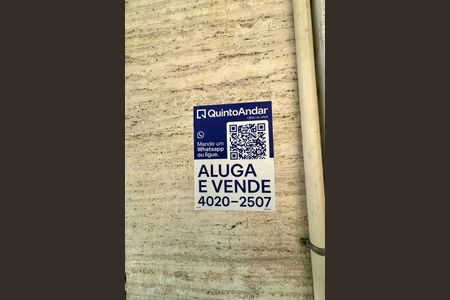 QuintoAndar
Mande um
Whatsapp
ou ligue.
ALUGA
E VENDE
4020-2507